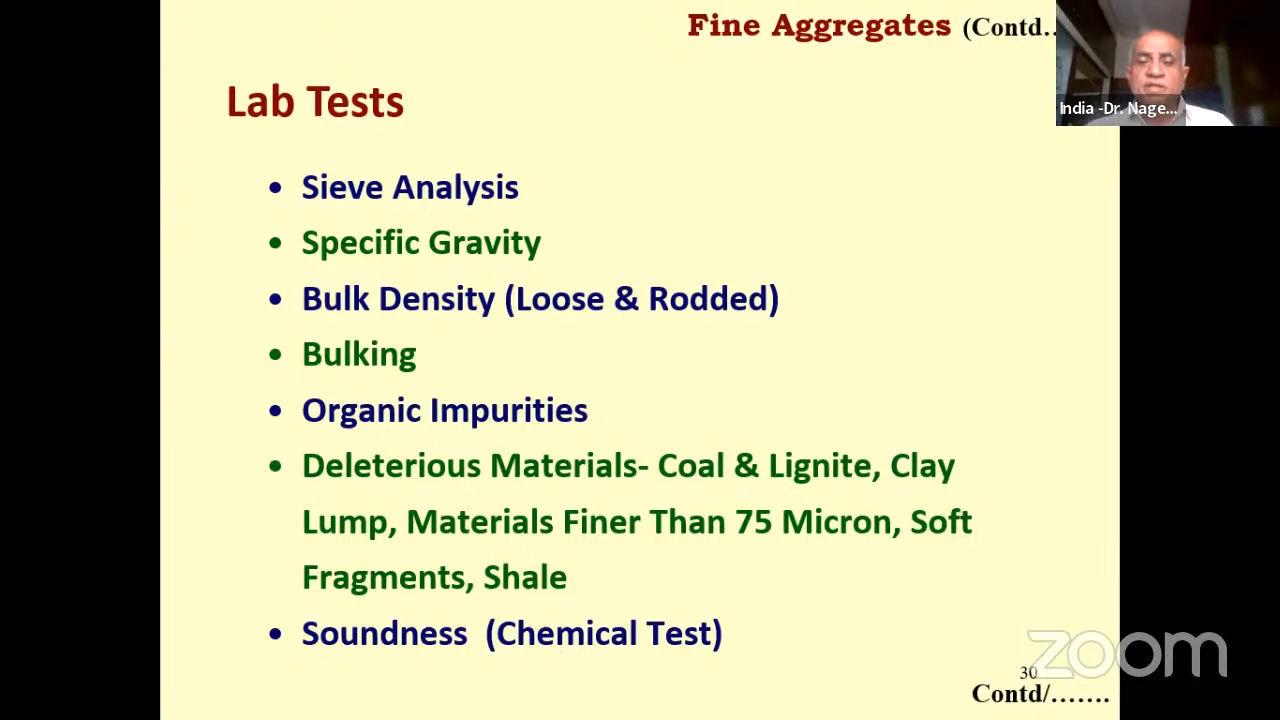 Fine Aggregates (Contd..
India -Dr. Nage...
Lab Tests
• Sieve Analysis
• Specific Gravity
• Bulk Density (Loose & Rodded)
• Bulking
• Organic Impurities
• Deleterious Materials- Coal & Lignite, Clay
Lump, Materials Finer Than 75 Micron, Soft
Fragments, Shale
• Soundness (Chemical Test)
zoom
30
Contd/.......